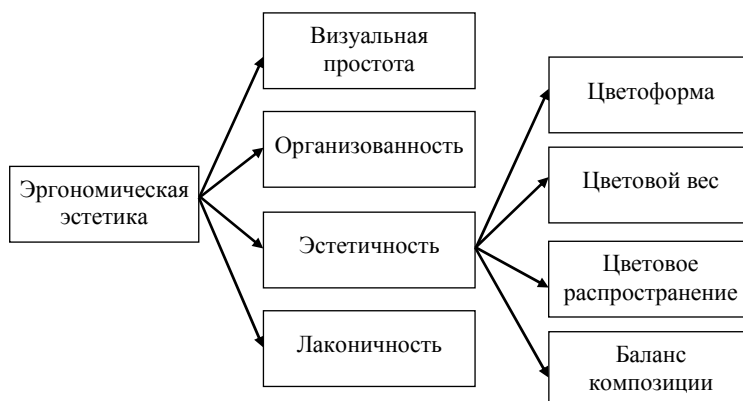 Эргономическая
эстетика
Визуальная
простота
Организованность
Эстетичность
Лаконичность
Цветоформа
Цветовой вес
Цветовое
распространение
Баланс
композиции